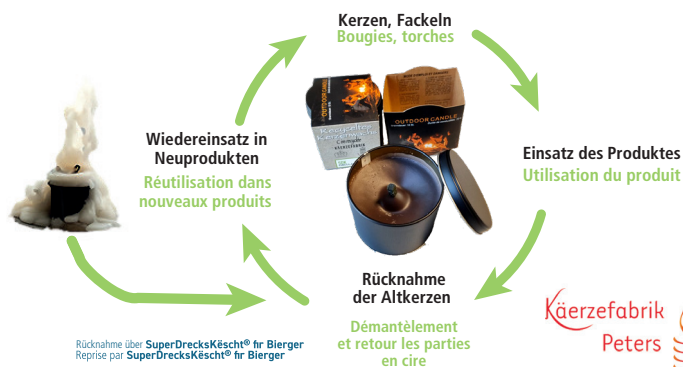 Kerzen, Fackeln
Bougies, torches
Wiedereinsatz in
Neuprodukten
Réutilisation dans
nouveaux produits
OUTDOOR CANDLE
OUTDOOR CANDLE
Einsatz des Produktes
Utilisation du produit
Rücknahme
der Altkerzen
Démantèlement
et retour les parties
en cire
Käerzefabrik
Peters
Rücknahme über SuperDrecksKëscht® fir Bierger
Reprise par SuperDrecksKëscht® fir Bierger